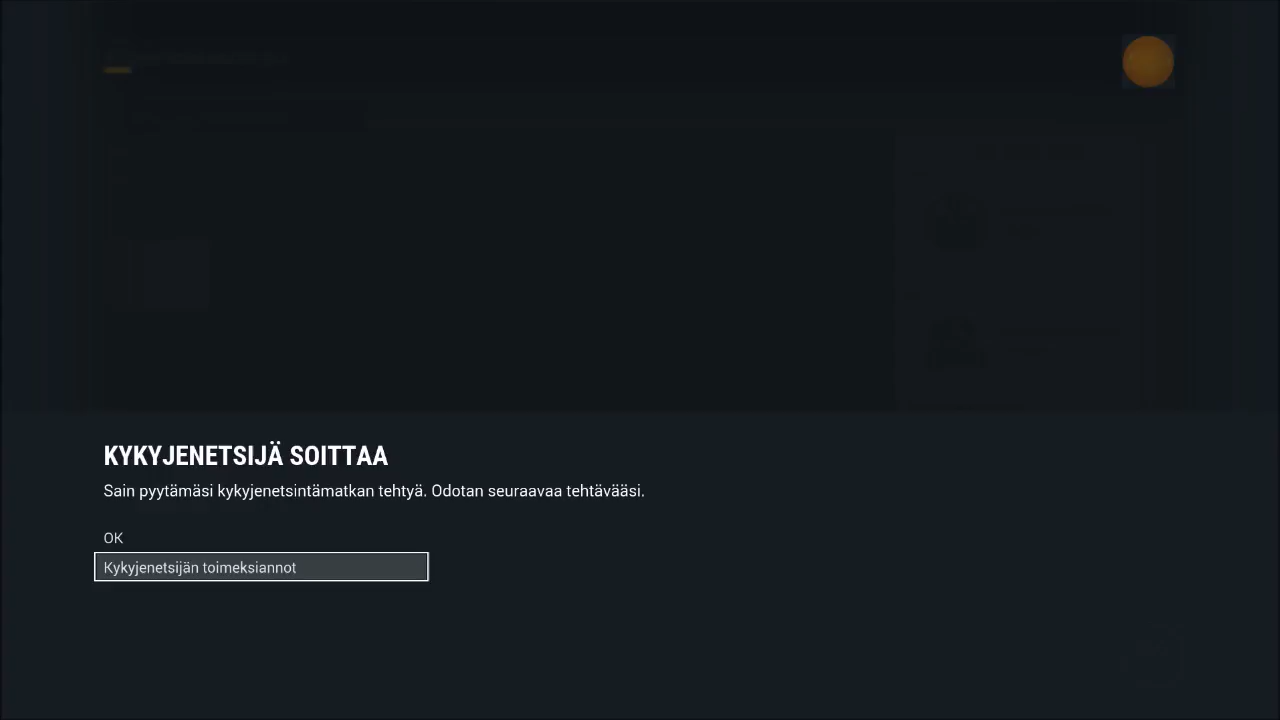 KYKYJENETSIJÄ SOITTAA
Sain pyytämäsi kykyjenetsintämatkan tehtyä. Odotan seuraavaa tehtävääsi.
OK
Kykyjenetsijän toimeksiannot